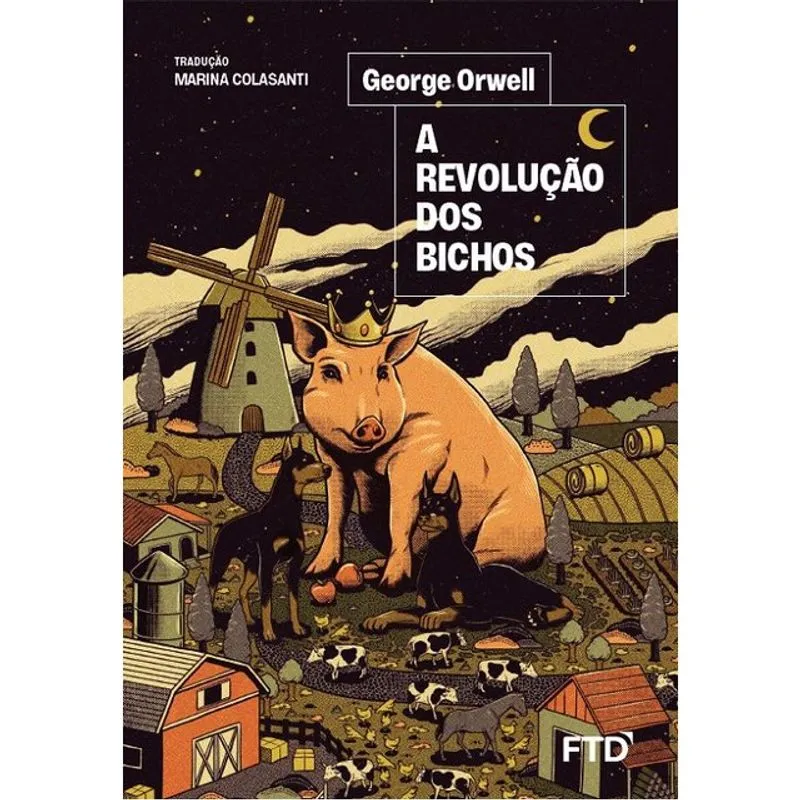 TRADUÇÃO
MARINA COLASANTI
George Orwell
A
REVOLUÇÃO
DOS
BICHOS
FTD